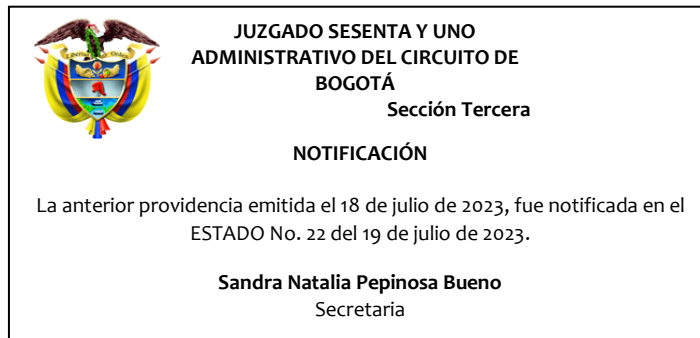 JUZGADO SESENTA Y UNO
ADMINISTRATIVO DEL CIRCUITO DE
BOGOTÁ
Sección Tercera
NOTIFICACIÓN
La anterior providencia emitida el 18 de julio de 2023, fue notificada en el
ESTADO No. 22 del 19 de julio de 2023.
Sandra Natalia Pepinosa Bueno
Secretaria